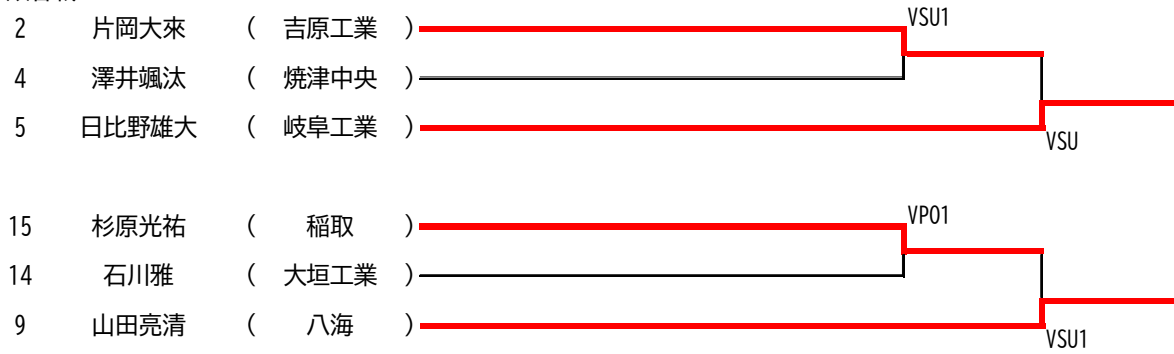 2 片岡大來 ( 吉原工業 ) VSU1
4 澤井颯汰 ( 焼津中央 )
5 日比野雄大 ( 岐阜工業 ) VSU
15 杉原光祐 ( 稲取 ) VPO1
14 石川雅 ( 大垣工業 )
9 山田亮清 ( 八海 ) VSU1